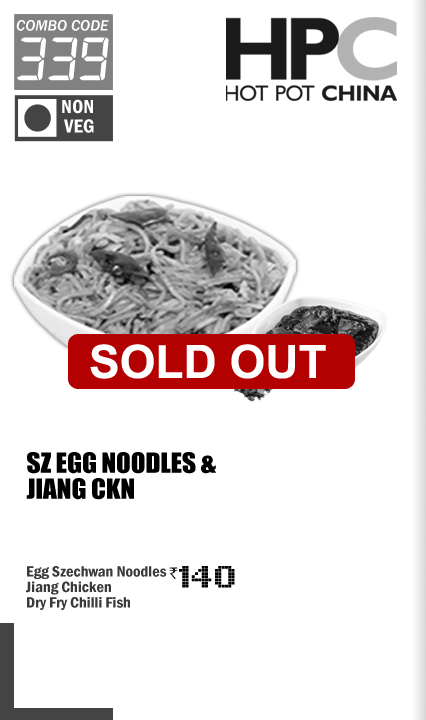 COMBO CODE
339
NON
VEG
HPC
HOT POT CHINA
SOLD OUT
SZ EGG NOODLES &
JIANG CKN
Egg Szechwan Noodles ₹140
Jiang Chicken
Dry Fry Chilli Fish